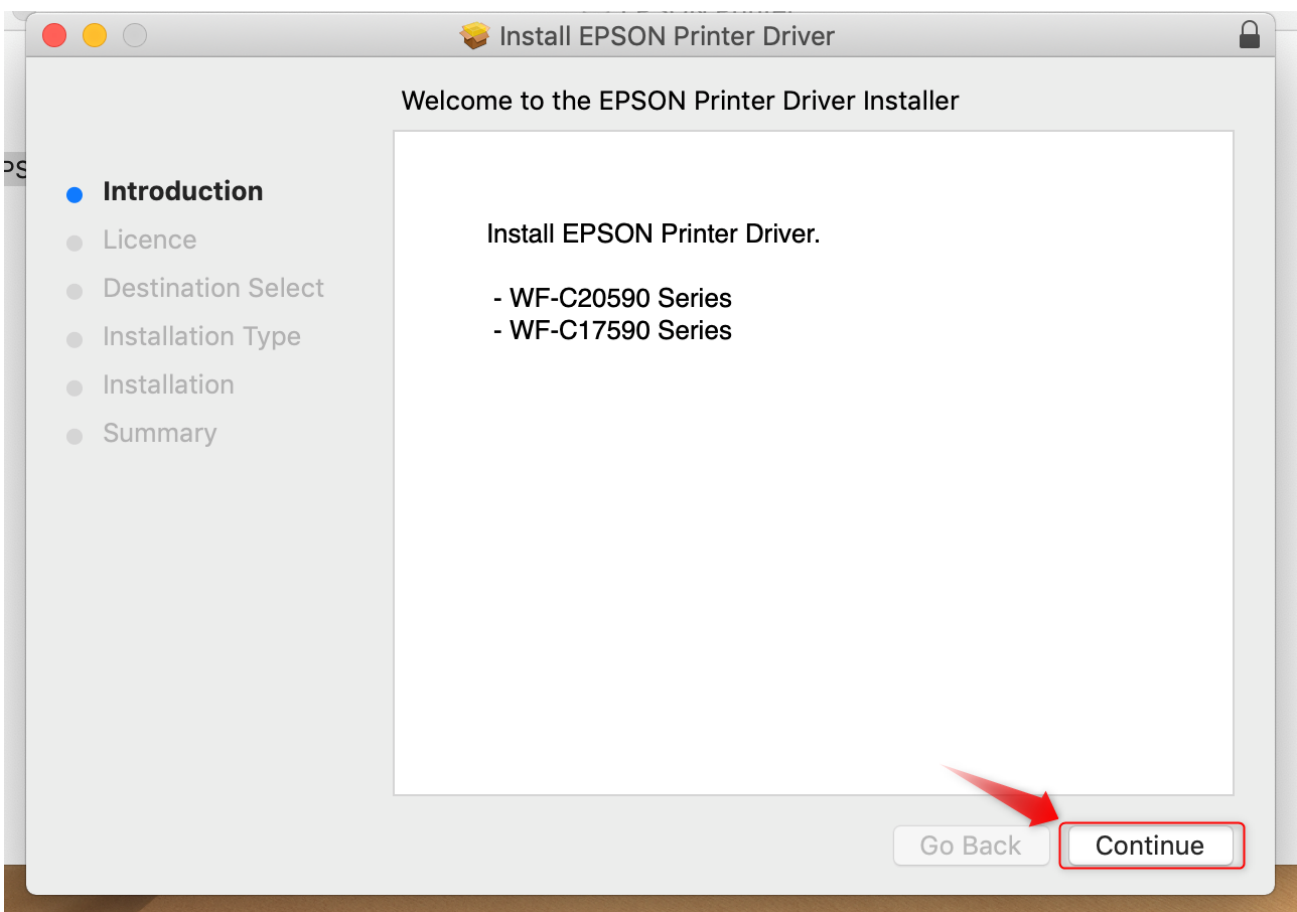 Install EPSON Printer Driver
Welcome to the EPSON Printer Driver Installer
Introduction
Licence
Destination Select
Installation Type
Installation
Summary
Install EPSON Printer Driver.
- WF-C20590 Series
- WF-C17590 Series
Go Back
Continue